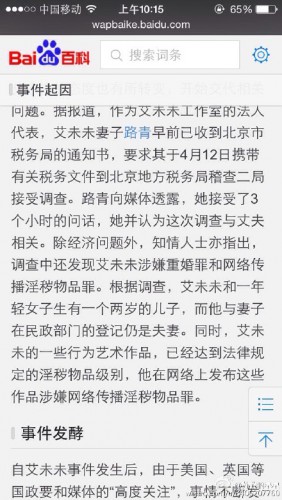 中国移动
上午10:15
wapbaike.baidu.com
Baidu百科
搜索词条
事件起因
问题。据报道，作为艾未未工作室的法人
代表，艾未未妻子路青早前已收到北京市
税务局的通知书，要求其于4月12日携带
有关税务文件到北京地方税务局稽查二局
接受调查。路青向媒体透露，她接受了3
个小时的问话，她并认为这次调查与丈夫
相关。除经济问题外，知情人士亦指出，
调查中还发现艾未未涉嫌重婚罪和网络传
播淫秽物品罪。根据调查，艾未未和一年
轻女子生有一个两岁的儿子，而他与妻子
在民政部门的登记仍是夫妻。同时，艾未
未的一些行为艺术作品，已经达到法律规
定的淫秽物品级别，他在网络上发布这些
作品涉嫌网络传播淫秽物品罪。
事件发酵
自艾未未事件发生后，由于美国、英国等
国政要和媒体的“高度关注”，事情不断发